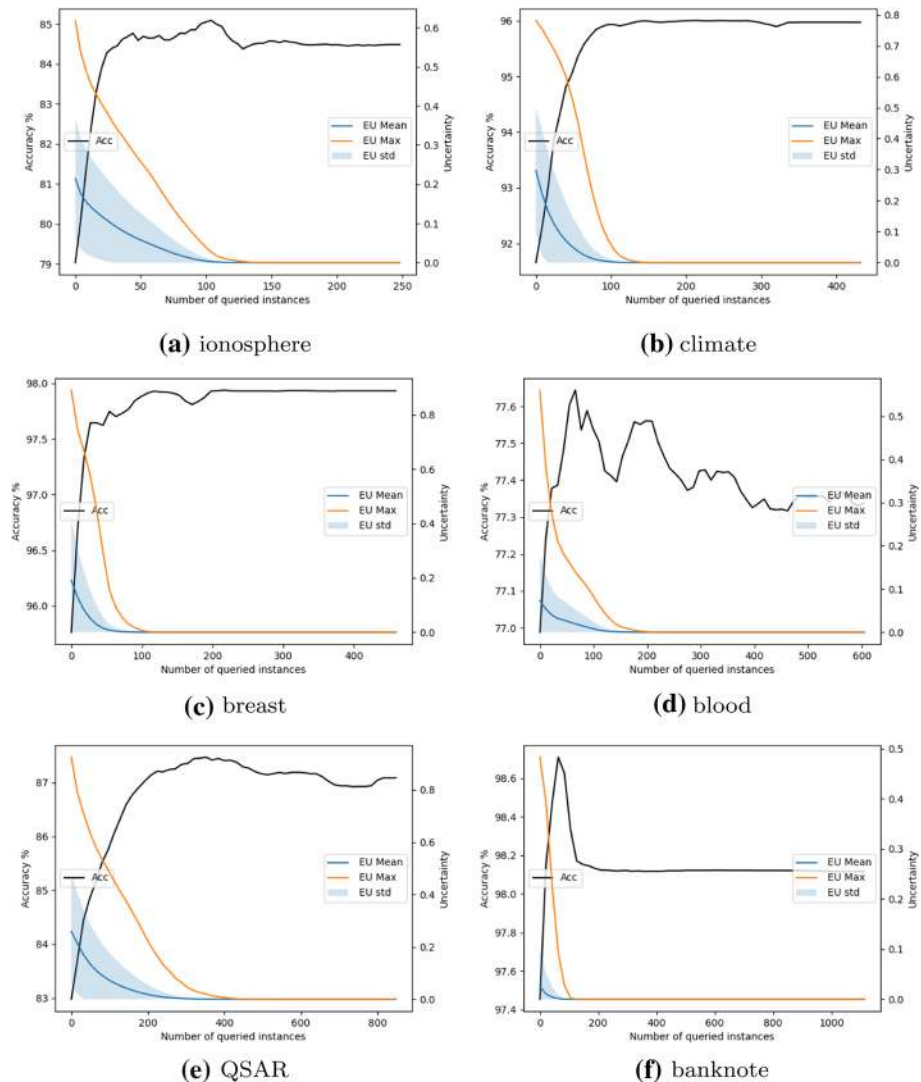 85 84 83 82 81 80 79
Accuracy %
Acc
EU Mean
EU Max
EU std
0.6 0.5 0.4 0.3 0.2 0.1 0.0
Uncertainty
0 50 100 150 200 250
Number of queried instances
(a) ionosphere
96 95 94 93 92
Accuracy %
Acc
EU Mean
EU Max
EU std
0.8 0.7 0.6 0.5 0.4 0.3 0.2 0.1 0.0
Uncertainty
0 100 200 300 400
Number of queried instances
(b) climate
98.0 97.5 97.0 96.5 96.0
Accuracy %
Acc
EU Mean
EU Max
EU std
0.8 0.6 0.4 0.2 0.0
Uncertainty
0 100 200 300 400
Number of queried instances
(c) breast
77.6 77.5 77.4 77.3 77.2 77.1 77.0
Accuracy %
Acc
EU Mean
EU Max
EU std
0.5 0.4 0.3 0.2 0.1 0.0
Uncertainty
0 100 200 300 400 500 600
Number of queried instances
(d) blood
87 86 85 84 83
Accuracy %
Acc
EU Mean
EU Max
EU std
0.8 0.6 0.4 0.2 0.0
Uncertainty
0 200 400 600 800
Number of queried instances
(e) QSAR
98.6 98.4 98.2 98.0 97.8 97.6 97.4
Accuracy %
Acc
EU Mean
EU Max
EU std
0.5 0.4 0.3 0.2 0.1 0.0
Uncertainty
0 200 400 600 800 1000
Number of queried instances
(f) banknote